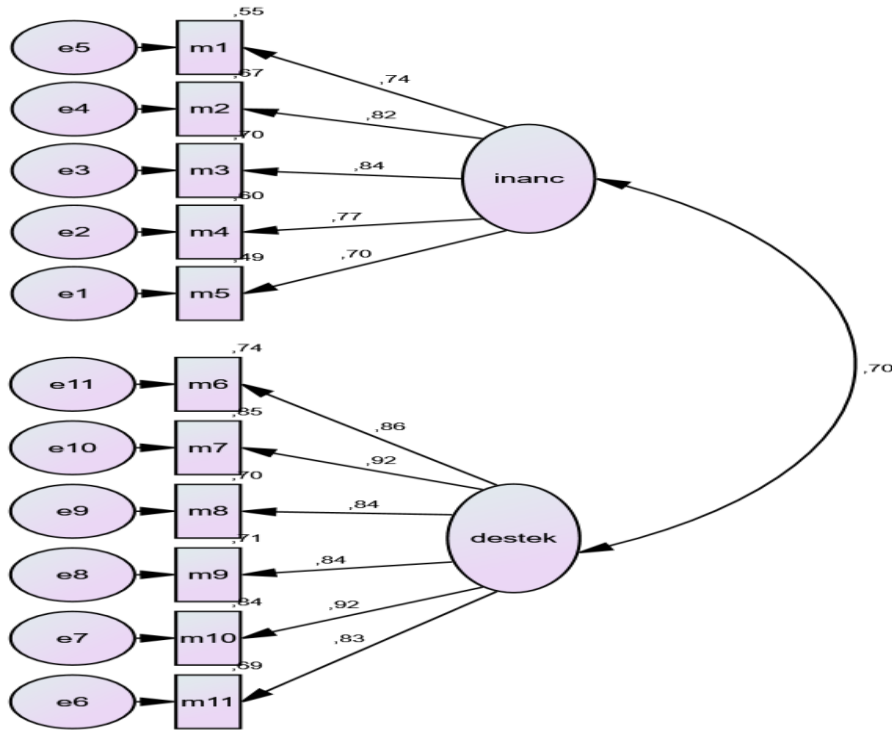 ,55
e5 m1
,74
,67
e4 m2
,82
,70
e3 m3
,84
inanc
,60
e2 m4
,77
,49
e1 m5
,70
,70
,74
e11 m6
,86
,85
e10 m7
,92
,70
e9 m8
,84
destek
,71
e8 m9
,84
,84
e7 m10
,92
,69
e6 m11
,83